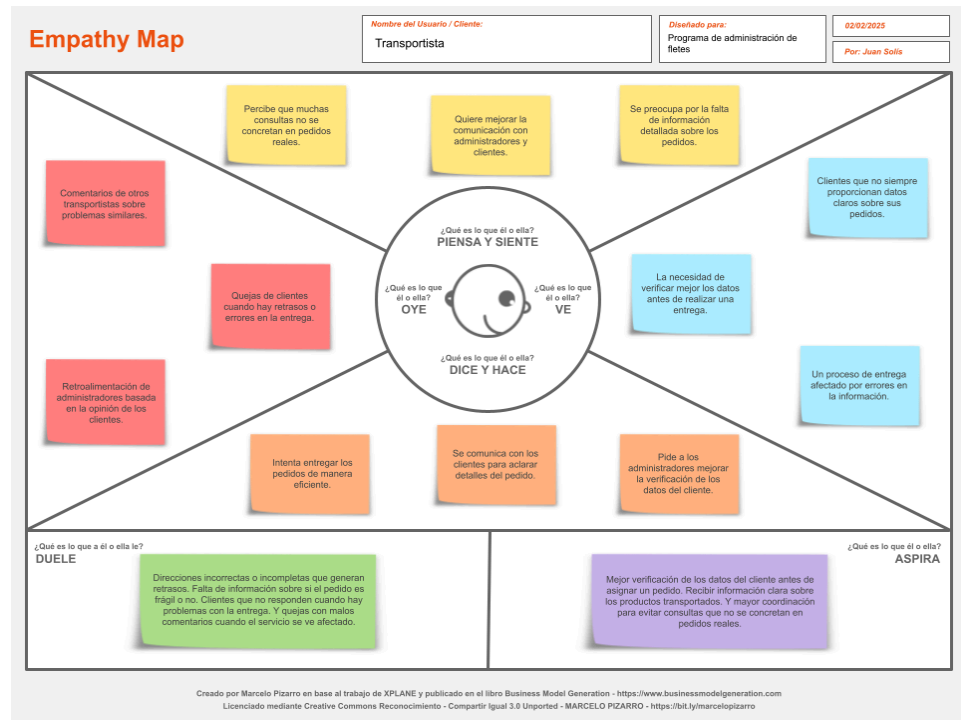 Empathy Map
Nombre del Usuario / Cliente:
Transportista
Diseñado para:
Programa de administración de
fletes
02/02/2025
Por: Juan Solis
Percibe que muchas
consultas no se
concretan en pedidos
reales.
Quiere mejorar la
comunicación con
administradores y
clientes.
Se preocupa por la falta
de información
detallada sobre los
pedidos.
Comentarios de otros
transportistas sobre
problemas similares.
Quejas de clientes
cuando hay retrasos o
errores en la entrega.
Retroalimentación de
administradores basada
en la opinión de los
clientes.
¿Qué es lo que él o ella?
PIENSA Y SIENTE
¿Qué es lo que
él o ella?
OYE
¿Qué es lo que
él o ella?
VE
¿Qué es lo que él o ella?
DICE Y HACE
Clientes que no siempre
proporcionan datos
claros sobre sus
pedidos.
La necesidad de
verificar mejor los datos
antes de realizar una
entrega.
Un proceso de entrega
afectado por errores en
la información.
Intenta entregar los
pedidos de manera
eficiente.
Se comunica con los
clientes para aclarar
detalles del pedido.
Pide a los
administradores mejorar
la verificación de los
datos del cliente.
¿Qué es lo que a él o ella le?
DUELE
Direcciones incorrectas o incompletas que generan
retrasos. Falta de información sobre si el pedido es
frágil o no. Clientes que no responden cuando hay
problemas con la entrega. Y quejas con malos
comentarios cuando el servicio se ve afectado.
¿Qué es lo que él o ella?
ASPIRA
Mejor verificación de los datos del cliente antes de
asignar un pedido. Recibir información clara sobre
los productos transportados. Y mayor coordinación
para evitar consultas que no se concretan en
pedidos reales.
Creado por Marcelo Pizarro en base al trabajo de XPLANE y publicado en el libro Business Model Generation - https://www.businessmodelgeneration.com
Licenciado mediante Creative Commons Reconocimiento - Compartir Igual 3.0 Unported - MARCELO PIZARRO - https://bit.ly/marcelopizarro